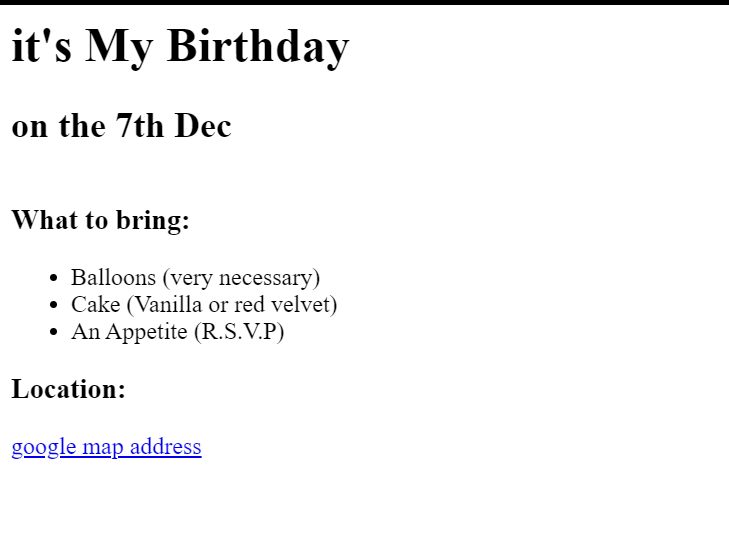 it's My Birthday
on the 7th Dec
What to bring:
Balloons (very necessary)
Cake (Vanilla or red velvet)
An Appetite (R.S.V.P)
Location:
google map address